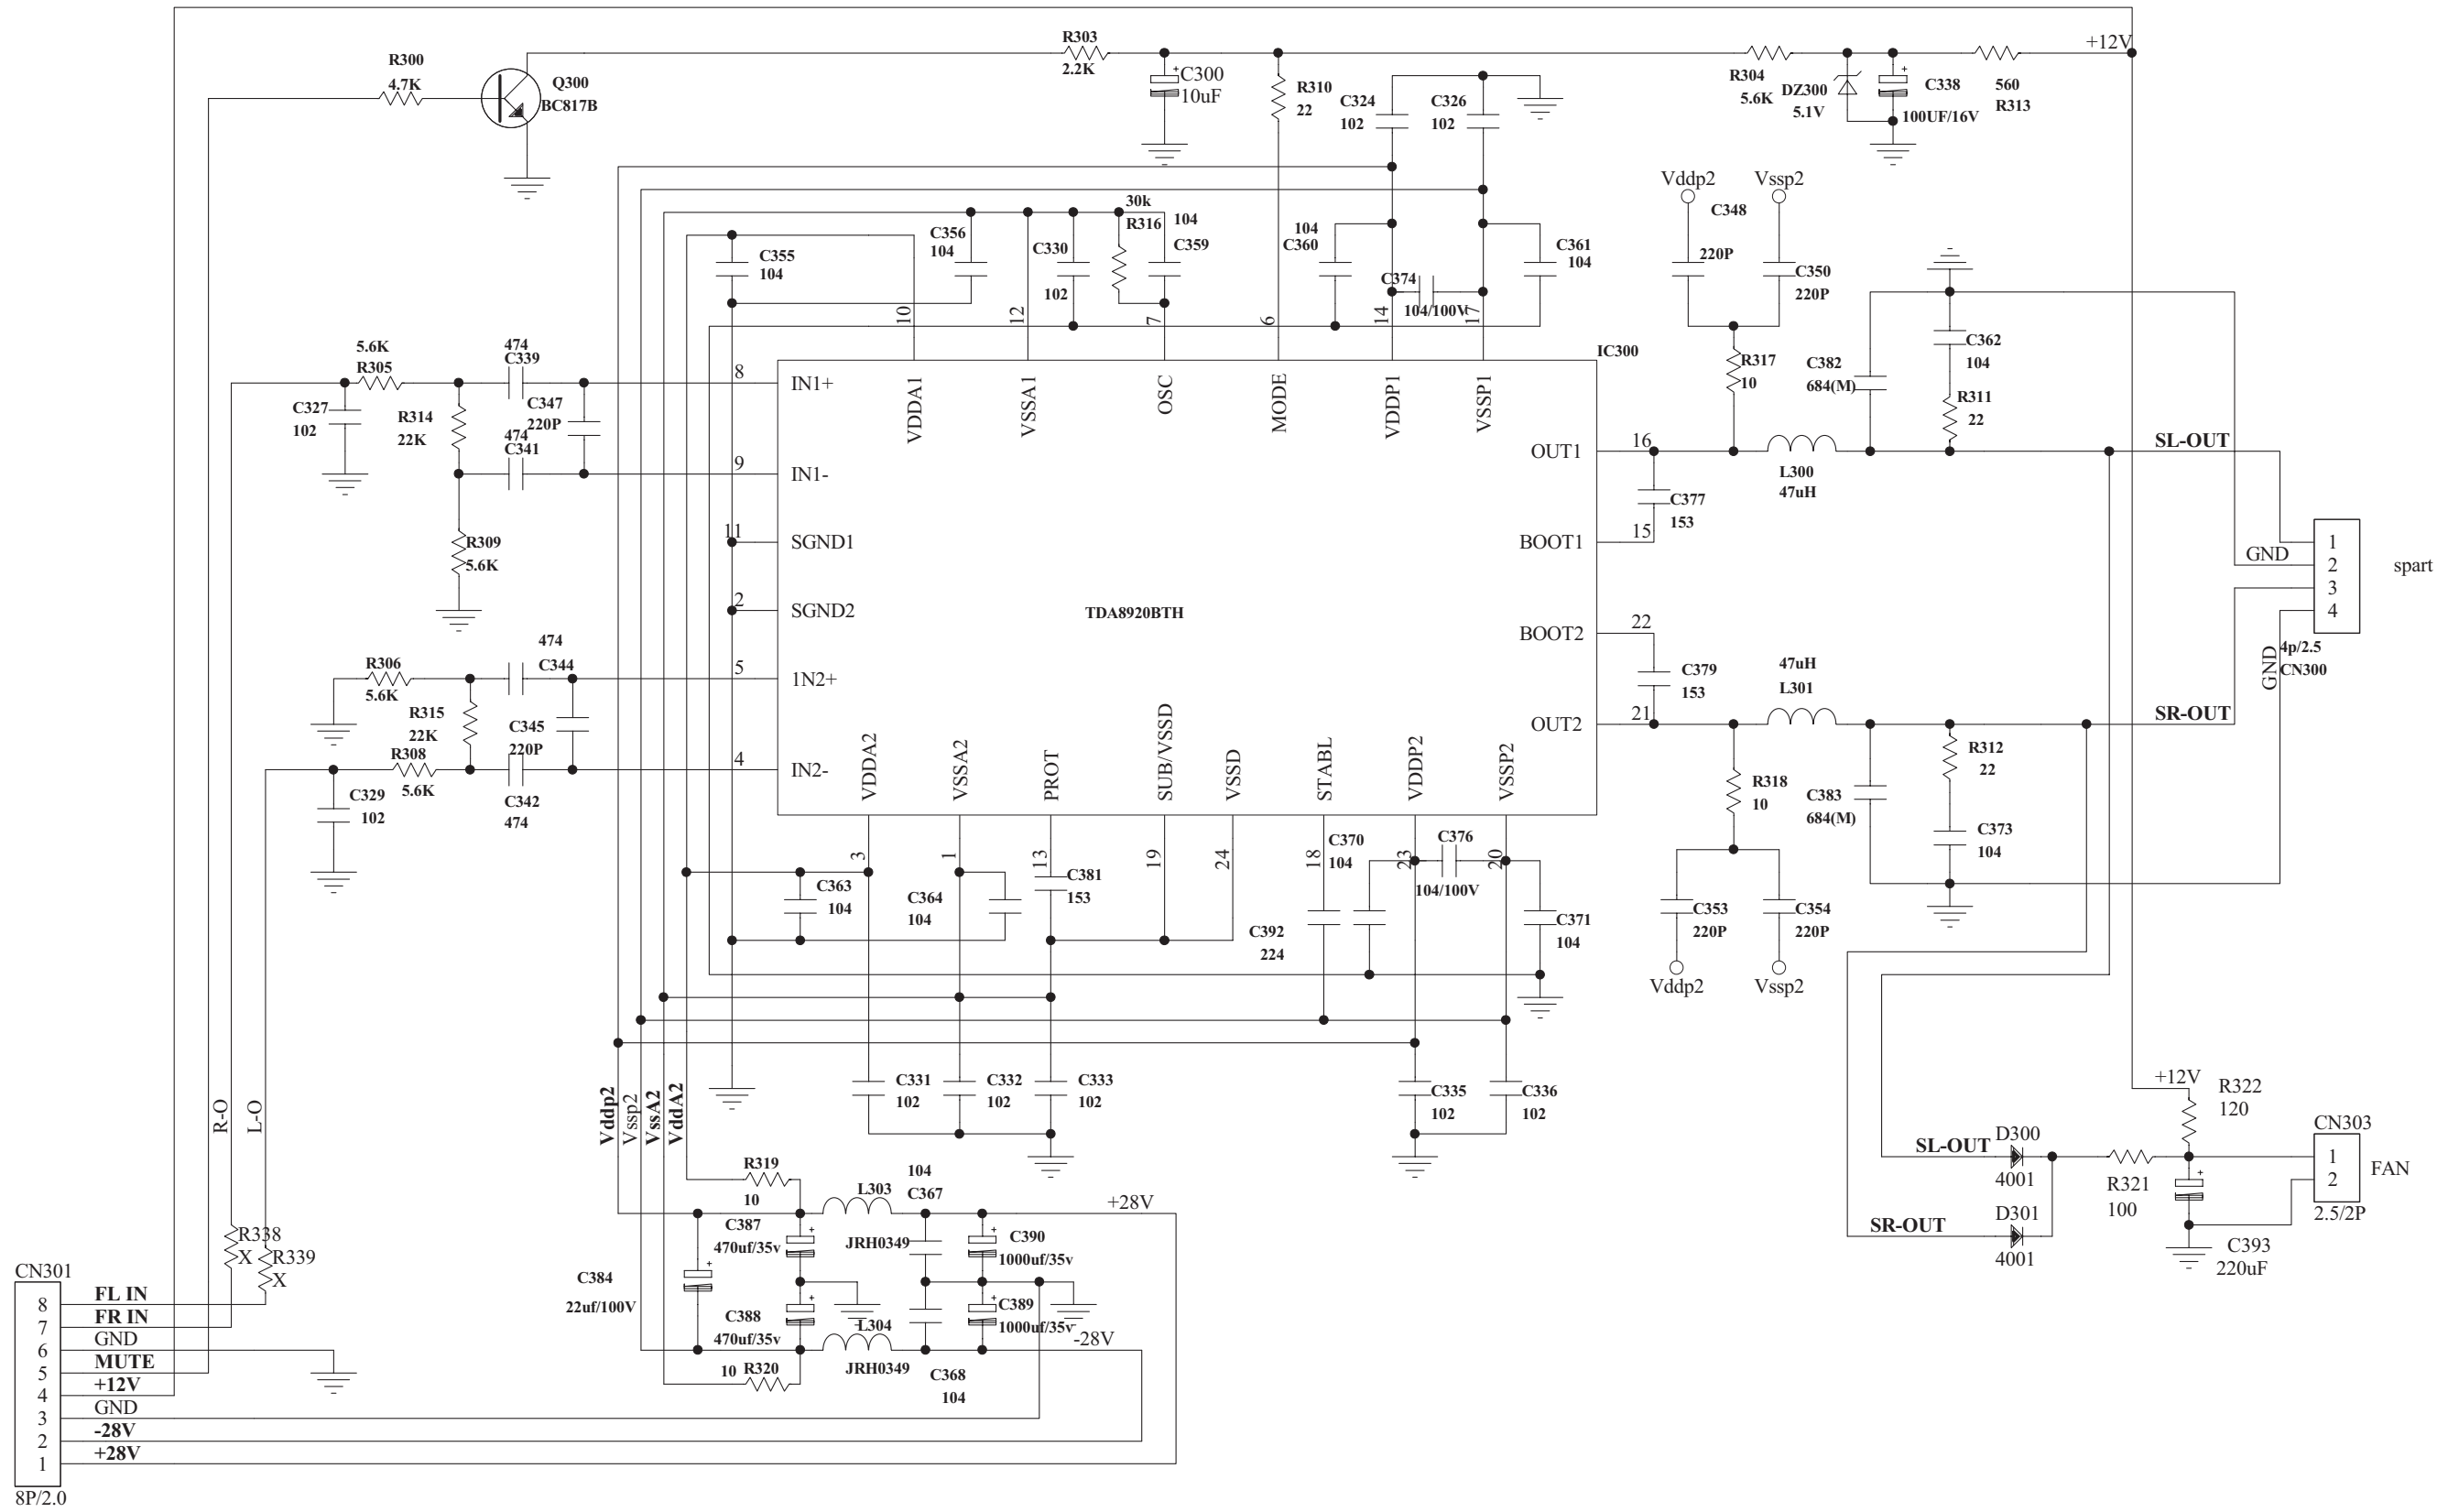 R300
4.7K
Q300
BC817B
R303
2.2K
C300
10uF
R310
22
C324
102
C326
102
R304
5.6K
DZ300
5.1V
C338
100UF/16V
560
R313
+12V
Vddp2
Vssp2
C348
220P
C350
220P
C355
104
C356
104
C330
102
30k
R316
104
C359
104
C360
C374
104/100V
C361
104
10
12
7
6
14
17
IC300
5.6K
R305
474
C339
C327
102
R314
22K
C347
220P
474
C341
R309
5.6K
8
9
11
2
5
4
IN1+
IN1-
SGND1
SGND2
1N2+
IN2-
VDDA1
VSSA1
OSC
MODE
VDDP1
VSSP1
OUT1
BOOT1
BOOT2
OUT2
TDA8920BTH
VDDA2
VSSA2
PROT
SUB/VSSD
VSSD
STABL
VDDP2
VSSP2
16
15
22
21
R317
10
C382
684(M)
C362
104
R311
22
L300
47uH
C377
153
SL-OUT
1
2
3
4
GND
spart
4p/2.5
CN300
GND
C379
153
47uH
L301
SR-OUT
R312
22
R318
10
C383
684(M)
C373
104
C353
220P
C354
220P
Vddp2
Vssp2
474
C344
R306
5.6K
R315
22K
C345
220P
R308
5.6K
C342
474
C329
102
3
1
13
19
24
18
23
20
C363
104
C364
104
C381
153
C370
104
C376
104/100V
C392
224
C371
104
C331
102
C332
102
C333
102
C335
102
C336
102
Vddp2
Vssp2
VssA2
VddA2
R-O
L-O
R319
10
L303
JRH0349
104
C367
+28V
C387
470uf/35v
C390
1000uf/35v
C384
22uf/100V
C388
470uf/35v
L304
JRH0349
C389
1000uf/35v
-28V
10
R320
C368
104
R338
X
R339
X
CN301
8
7
6
5
4
3
2
1
FL IN
FR IN
GND
MUTE
+12V
GND
-28V
+28V
8P/2.0
+12V
R322
120
CN303
1
2
FAN
2.5/2P
SL-OUT
D300
4001
R321
100
SR-OUT
D301
4001
C393
220uF